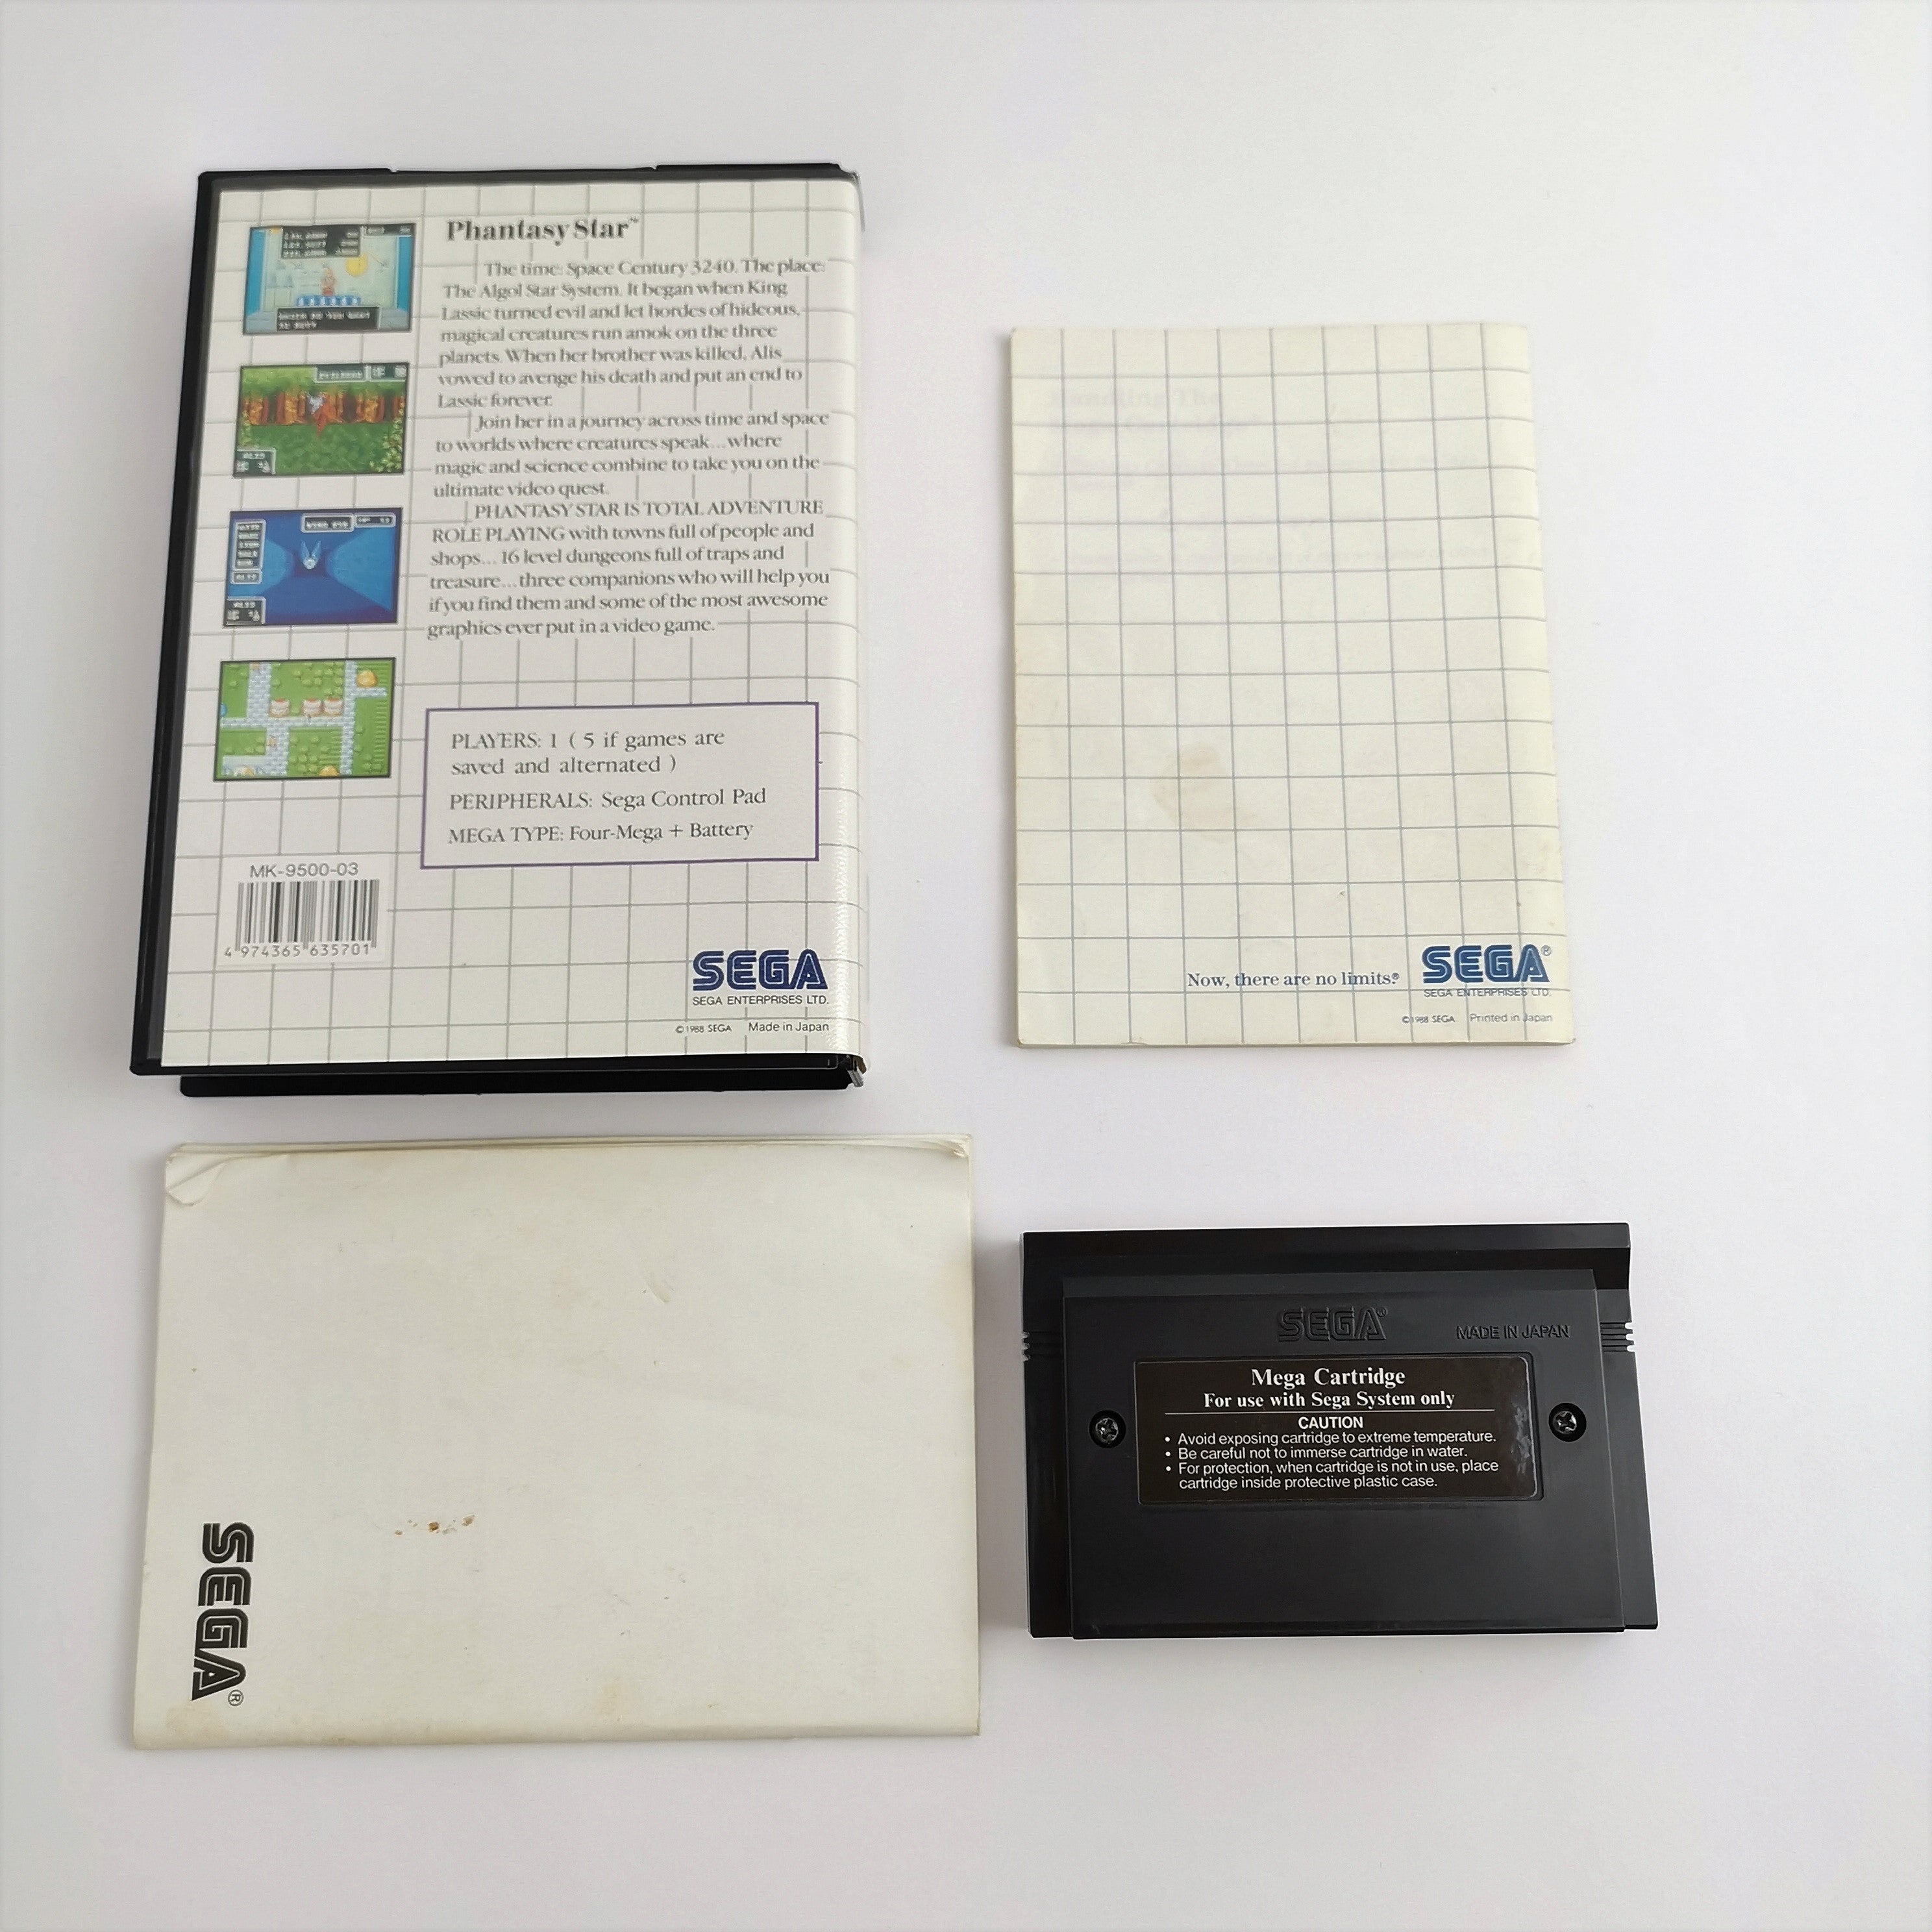 Phantasy Star™
The time: Space Century 3240. The place:
The Algol Star System. It began when King
Lassic turned evil and let hordes of hideous,
magical creatures run amok on the three
planets. When her brother was killed, Alis
vowed to avenge his death and put an end to
Lassic forever.
Join her in a journey across time and space
to worlds where creatures speak...where
magic and science combine to take you on the
ultimate video quest.
PHANTASY STAR IS TOTAL ADVENTURE
ROLE PLAYING with towns full of people and
shops... 16 level dungeons full of traps and
treasure...three companions who will help you
if you find them and some of the most awesome
graphics ever put in a video game.
PLAYERS: 1 ( 5 if games are
saved and alternated )
PERIPHERALS: Sega Control Pad
MEGA TYPE: Four-Mega + Battery
MK-9500-03
4 974365 635701
SEGA
SEGA ENTERPRISES LTD.
©1988 SEGA Made in Japan
Now, there are no limits.® SEGA®
SEGA ENTERPRISES LTD.
©1988 SEGA Printed in Japan
SEGA®
SEGA®
MADE IN JAPAN
Mega Cartridge
For use with Sega System only
CAUTION
• Avoid exposing cartridge to extreme temperature.
• Be careful not to immerse cartridge in water.
• For protection, when cartridge is not in use, place
cartridge inside protective plastic case.